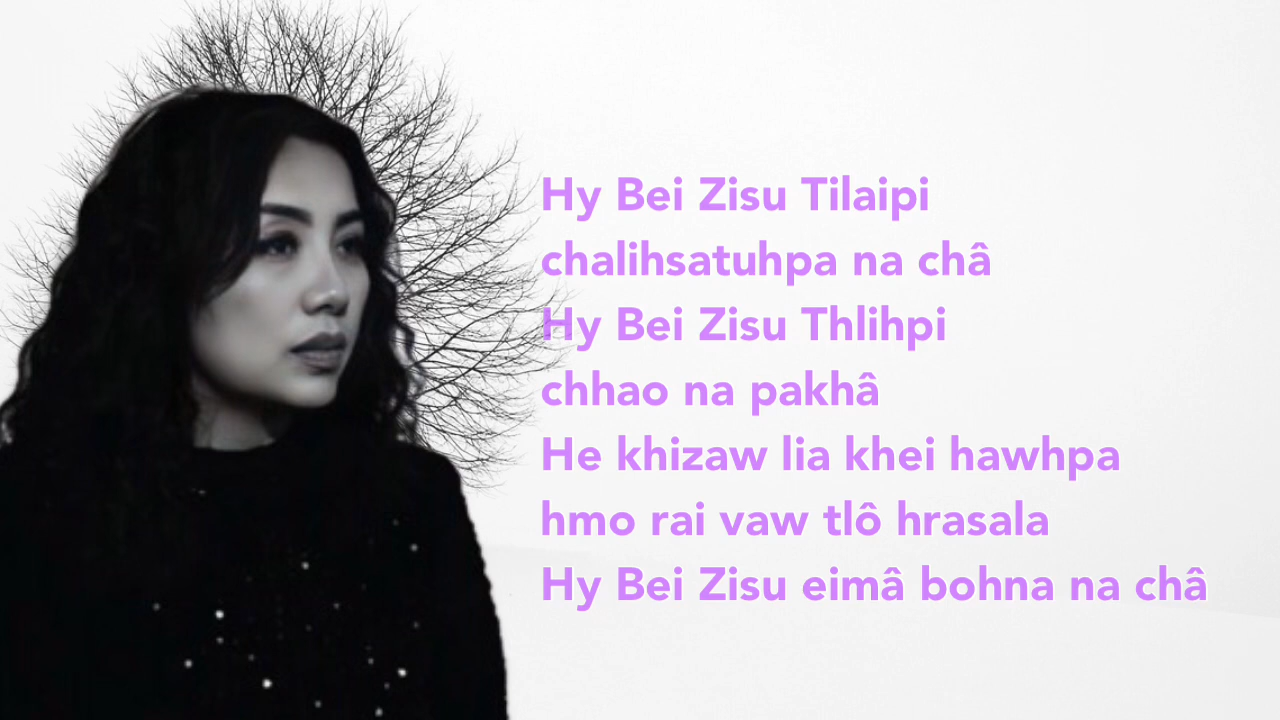 Hy Bei Zisu Tilaipi
chalihsatuhpa na châ
Hy Bei Zisu Thlihpi
chhao na pakhâ
He khizaw lia khei hawhpa
hmo rai vaw tlô hrasala
Hy Bei Zisu eimâ bohna na châ